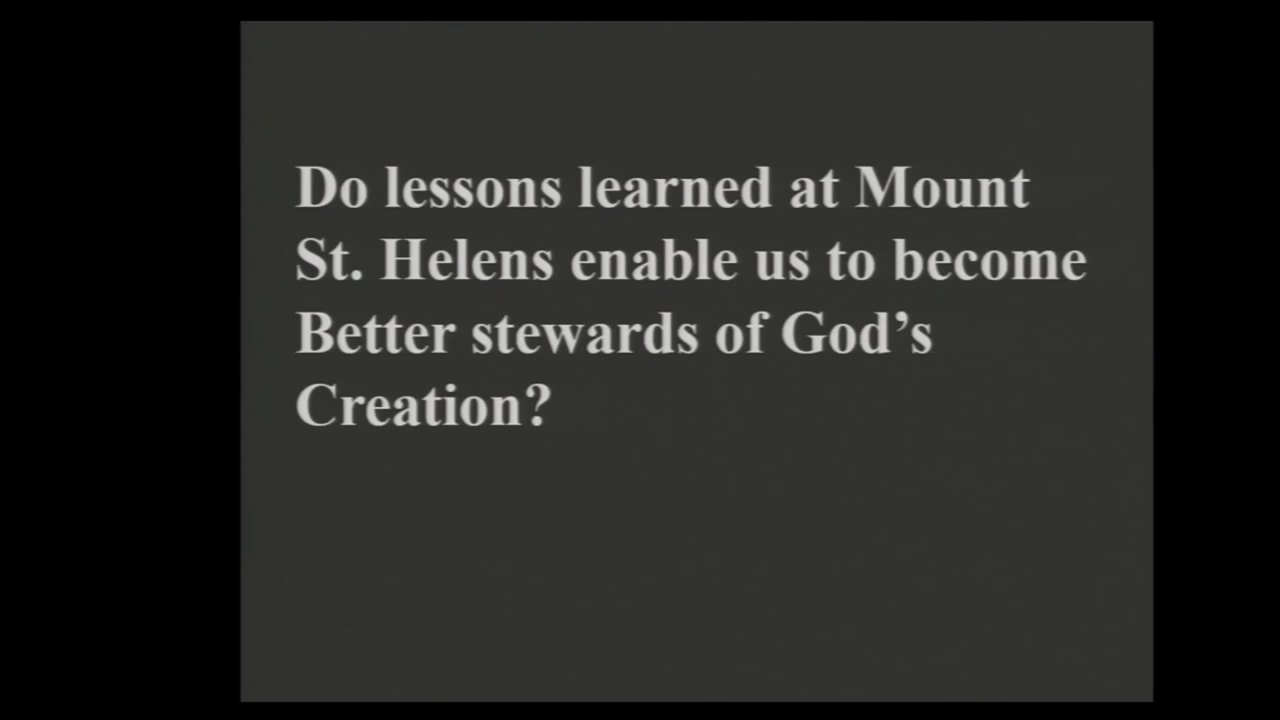 Do lessons learned at Mount
St. Helens enable us to become
Better stewards of God’s
Creation?